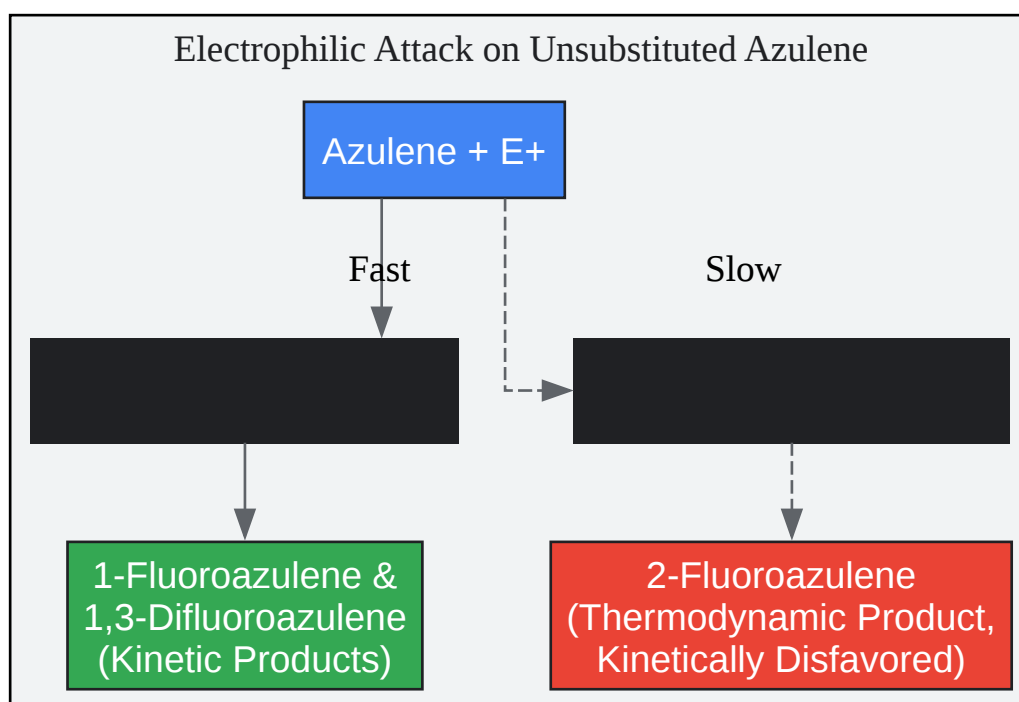 Electrophilic Attack on Unsubstituted Azulene
Azulene + E+
Fast
Slow
1-Fluoroazulene &
1,3-Difluoroazulene
(Kinetic Products)
2-Fluoroazulene
(Thermodynamic Product,
Kinetically Disfavored)